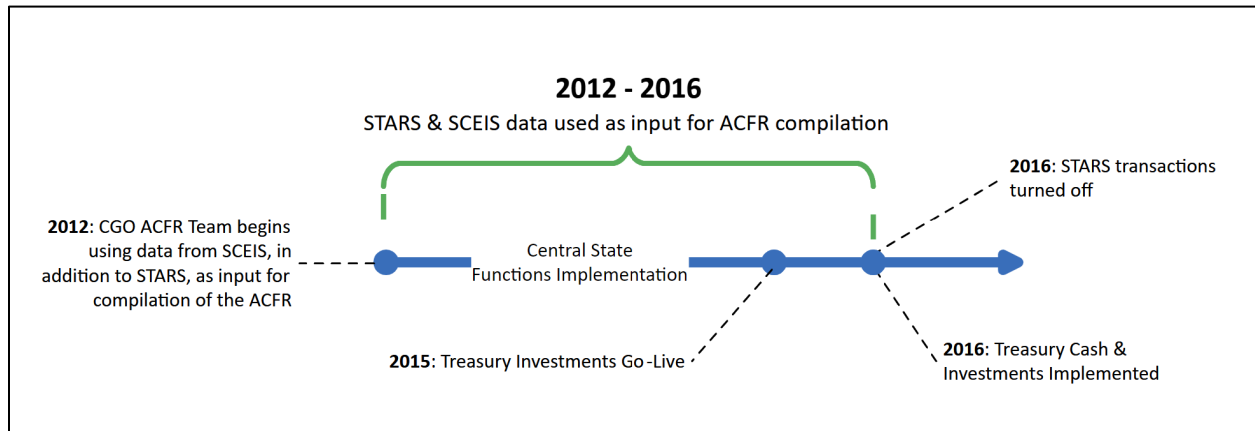 2012 - 2016
STARS & SCEIS data used as input for ACFR compilation
2016: STARS transactions
turned off
2012: CGO ACFR Team begins
using data from SCEIS, in
addition to STARS, as input for
compilation of the ACFR
Central State
Functions Implementation
2015: Treasury Investments Go-Live
2016: Treasury Cash &
Investments Implemented